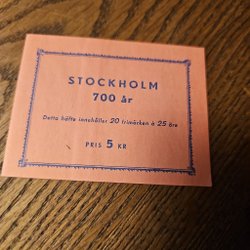 STOCKHOLM
700 år
Detta häfte innehåller 20 frimärken à 25 öre
PRIS 5 KR